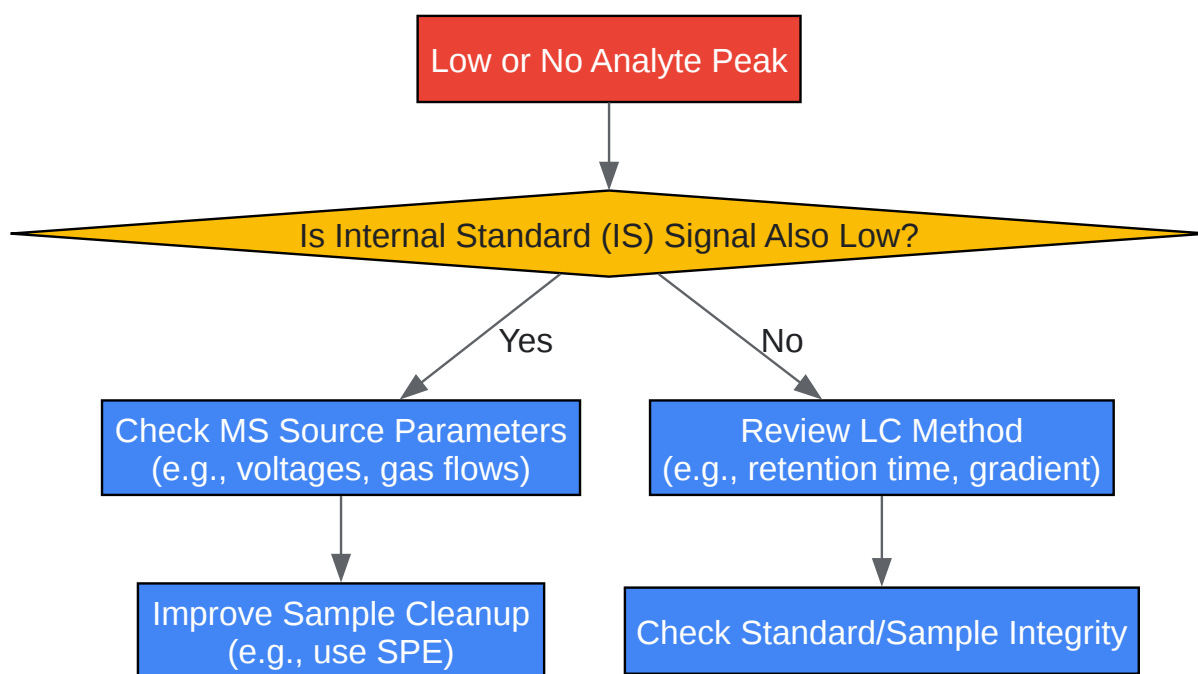 Low or No Analyte Peak
Is Internal Standard (IS) Signal Also Low?
Yes
No
Check MS Source Parameters
(e.g., voltages, gas flows)
Review LC Method
(e.g., retention time, gradient)
Improve Sample Cleanup
(e.g., use SPE)
Check Standard/Sample Integrity